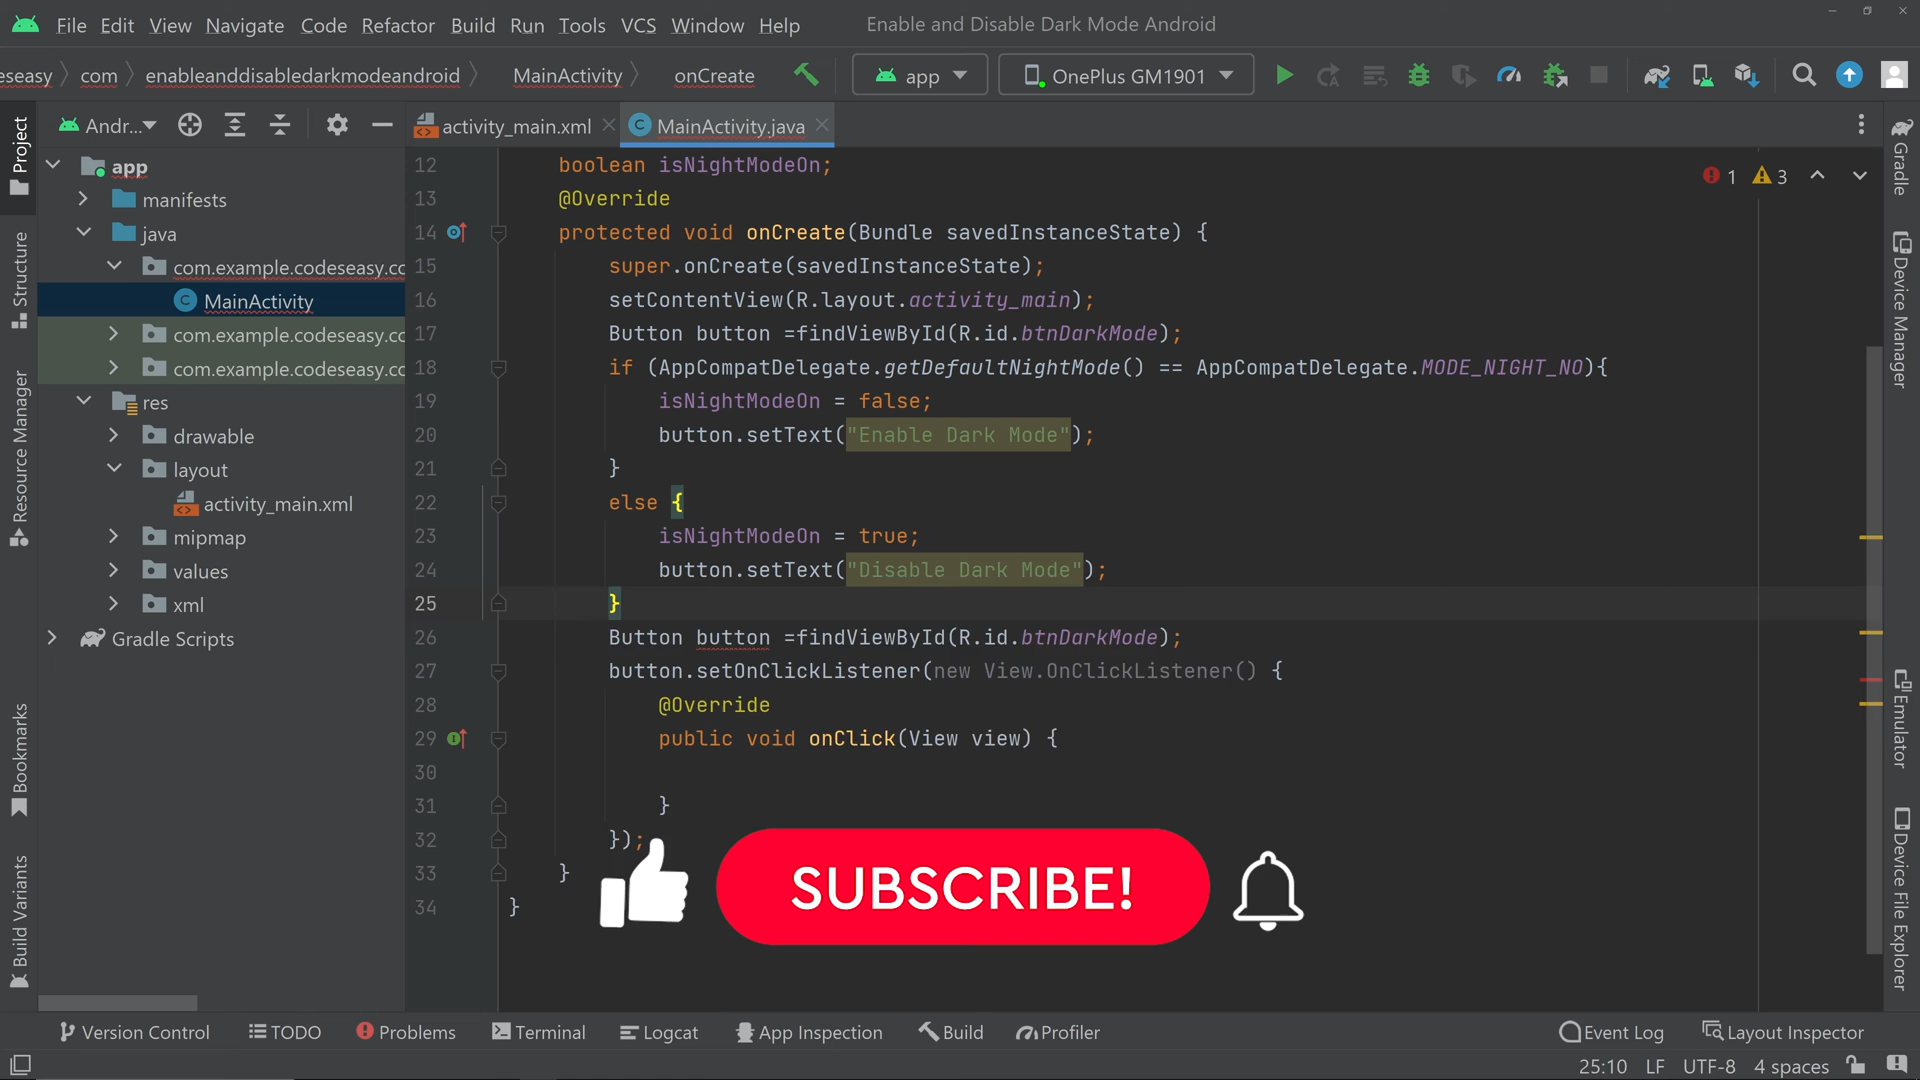 File Edit View Navigate Code Refactor Build Run Tools VCS Window Help Enable and Disable Dark Mode Android
eseasy com enableanddisabledarkmodeandroid MainActivity onCreate app OnePlus GM1901
Project Andr... activity_main.xml MainActivity.java
app
manifests
java
com.example.codeseasy.cc
MainActivity
com.example.codeseasy.cc
com.example.codeseasy.cc
res
drawable
layout
activity_main.xml
mipmap
values
xml
Gradle Scripts
Structure
Resource Manager
Bookmarks
Build Variants
1 3
12 boolean isNightModeOn;
13 @Override
14 protected void onCreate(Bundle savedInstanceState) {
15 super.onCreate(savedInstanceState);
16 setContentView(R.layout.activity_main);
17 Button button =findViewById(R.id.btnDarkMode);
18 if (AppCompatDelegate.getDefaultNightMode() == AppCompatDelegate.MODE_NIGHT_NO){
19 isNightModeOn = false;
20 button.setText("Enable Dark Mode");
21 }
22 else {
23 isNightModeOn = true;
24 button.setText("Disable Dark Mode");
25 }
26 Button button =findViewById(R.id.btnDarkMode);
27 button.setOnClickListener(new View.OnClickListener() {
28 @Override
29 public void onClick(View view) {
30
31 }
32 });
33 }
34 }
SUBSCRIBE!
Gradle
Device Manager
Emulator
Device File Explorer
Version Control TODO Problems Terminal Logcat App Inspection Build Profiler Event Log Layout Inspector
25:10 LF UTF-8 4 spaces